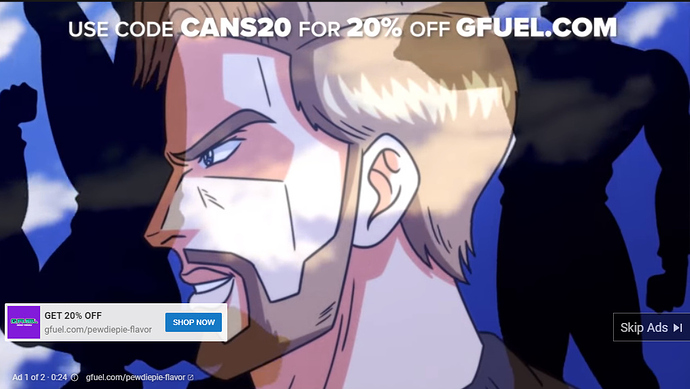 USE CODE CANS20 FOR 20% OFF GFUEL.COM
GET 20% OFF
gfuel.com/pewdiepie-flavor
SHOP NOW
Skip Ads
Ad 1 of 2 · 0:24
gfuel.com/pewdiepie-flavor